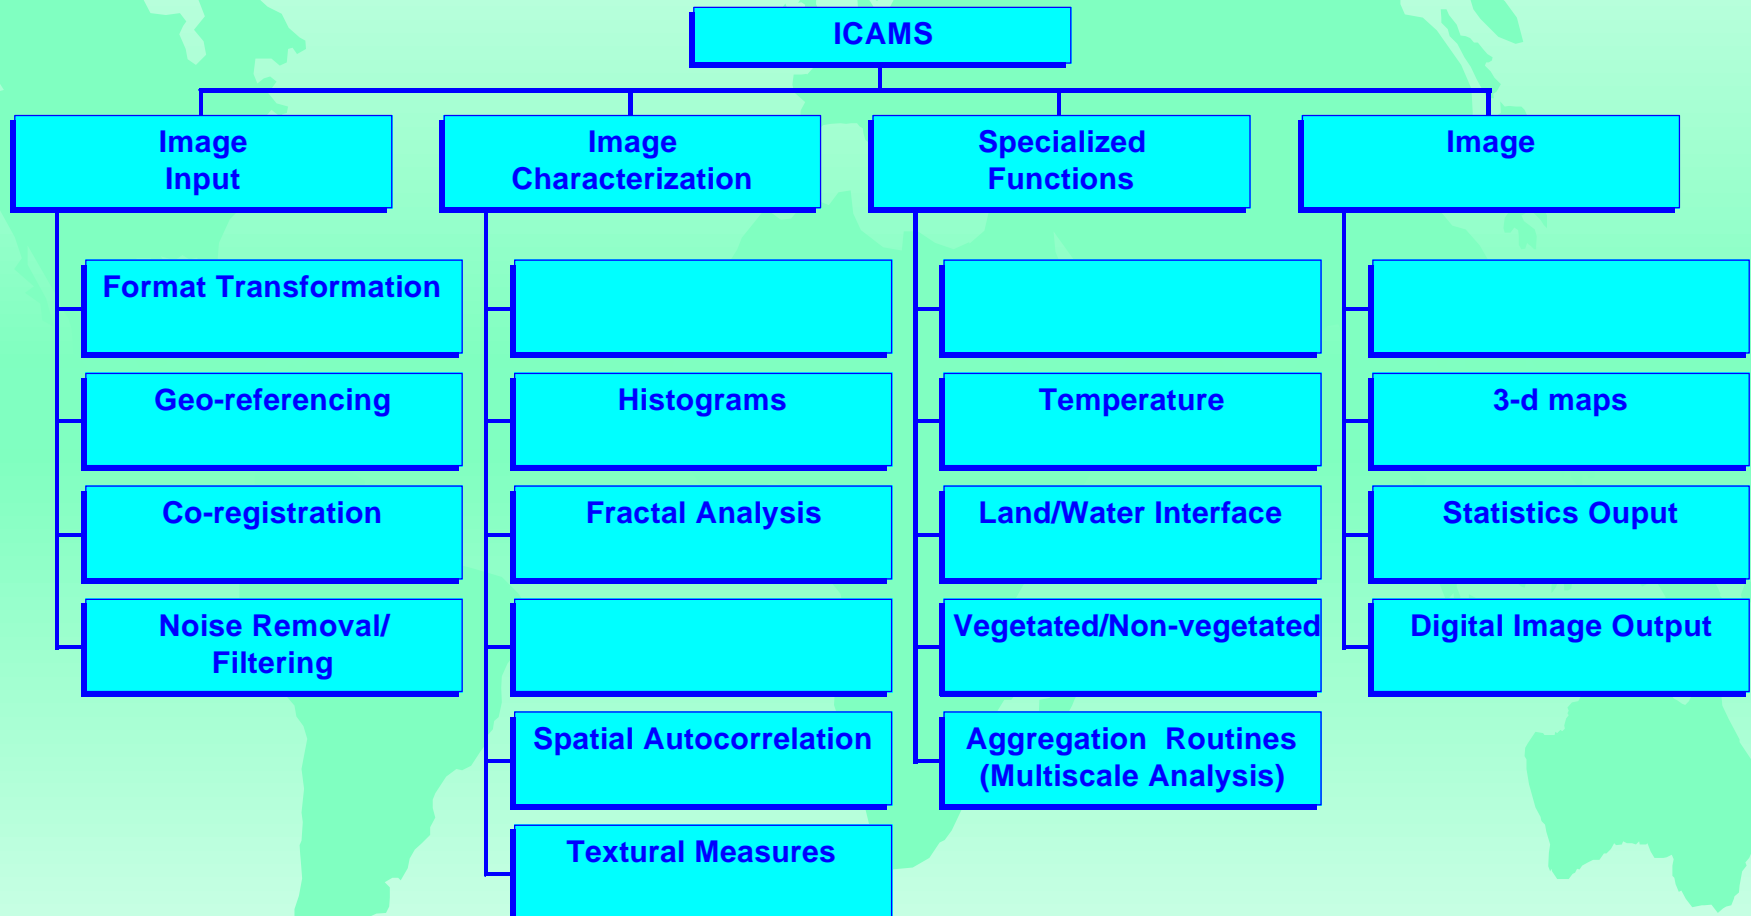 ICAMS
Image
Input
Format Transformation
Geo-referencing
Co-registration
Noise Removal/
Filtering
Image
Characterization
Histograms
Fractal Analysis
Spatial Autocorrelation
Textural Measures
Specialized
Functions
Temperature
Land/Water Interface
Vegetated/Non-vegetated
Aggregation Routines
(Multiscale Analysis)
Image
3-d maps
Statistics Ouput
Digital Image Output